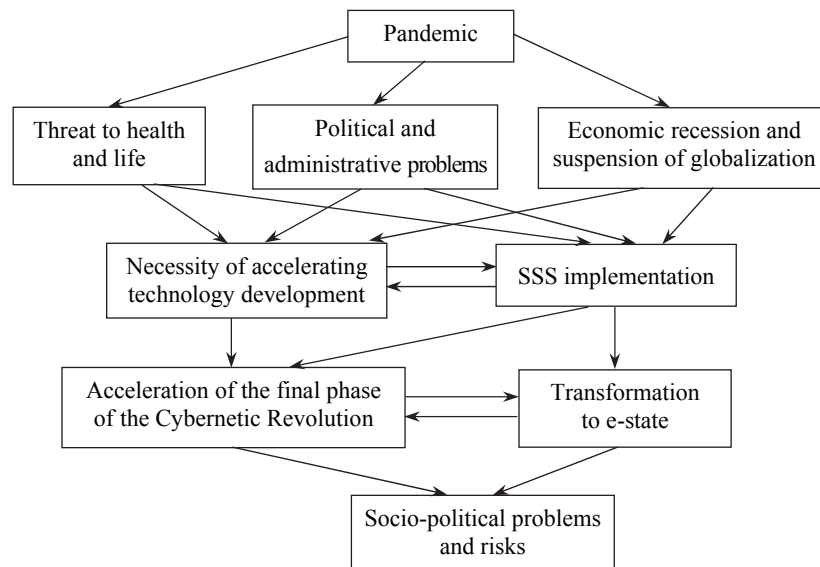 Pandemic
Threat to health
and life
Political and
administrative problems
Economic recession and
suspension of globalization
Necessity of accelerating
technology development
SSS implementation
Acceleration of the final phase
of the Cybernetic Revolution
Transformation
to e-state
Socio-political problems
and risks